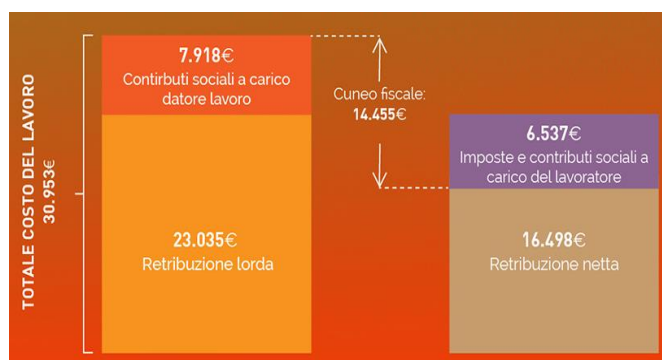 TOTALE COSTO DEL LAVORO
30.953€
7.918€
Contirbuti sociali a carico
datore lavoro
23.035€
Retribuzione lorda
Cuneo fiscale:
14.455€
6.537€
Imposte e contributi sociali a
carico del lavoratore
16.498€
Retribuzione netta